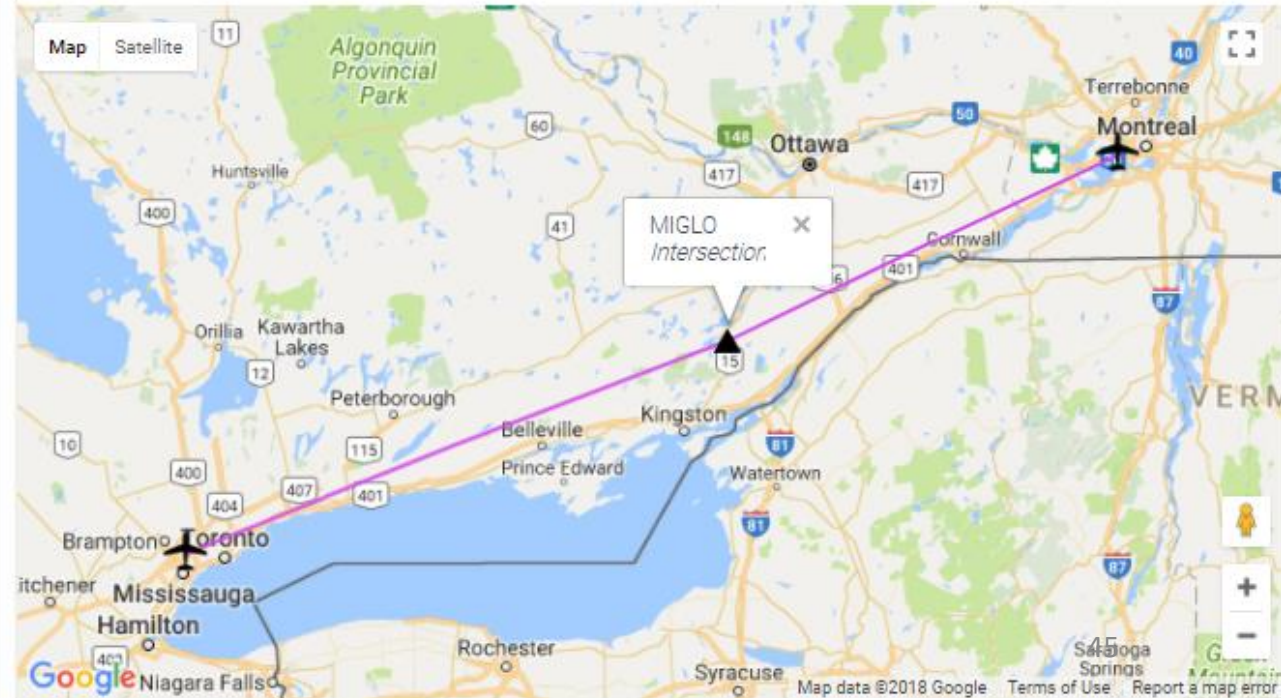 Map Satellite
11
Algonquin
Provincial
Park
40
Terrebonne
Montreal
50
60
148
Ottawa
417
417
Huntsville
400
41
MIGLO
Intersection
Cornwall
401
87
Orillia
Kawartha
Lakes
12
15
Peterborough
VERM
Kingston
Belleville
10
115
81
Prince Edward
Watertown
400
407
401
404
81
Brampton
Toronto
87
itchener
Mississauga
Hamilton
45
Rochester
Saratoga
Springs
403
Google
Niagara Falls
Syracuse
Map data ©2018 Google Terms of Use Report a map error